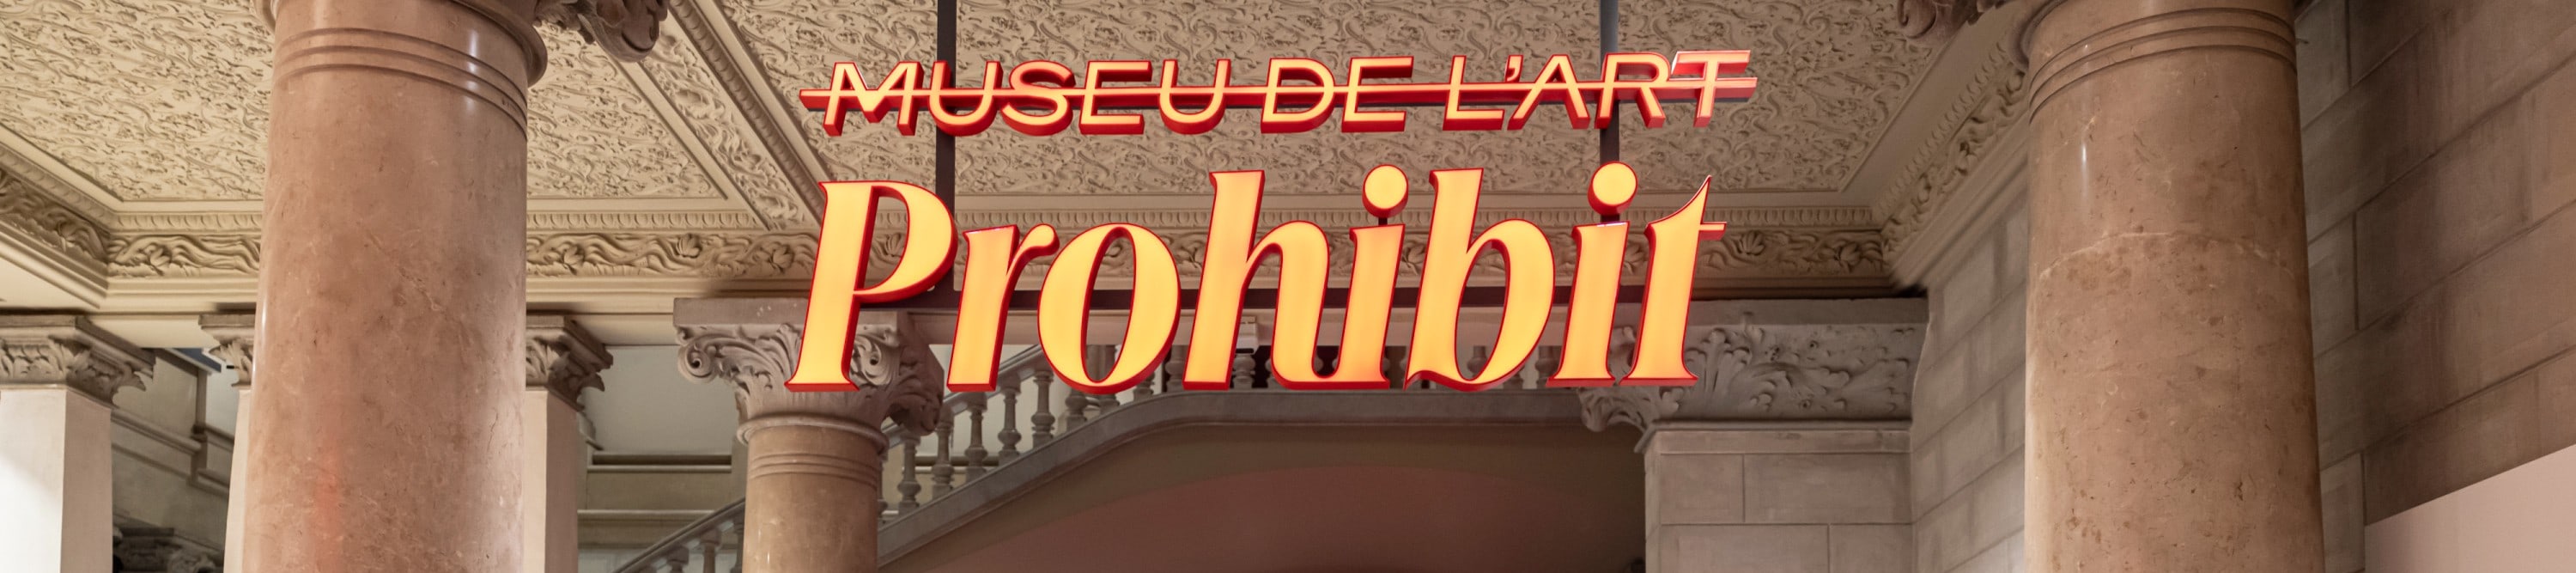 MUSEU DE L'ART
Prohibit